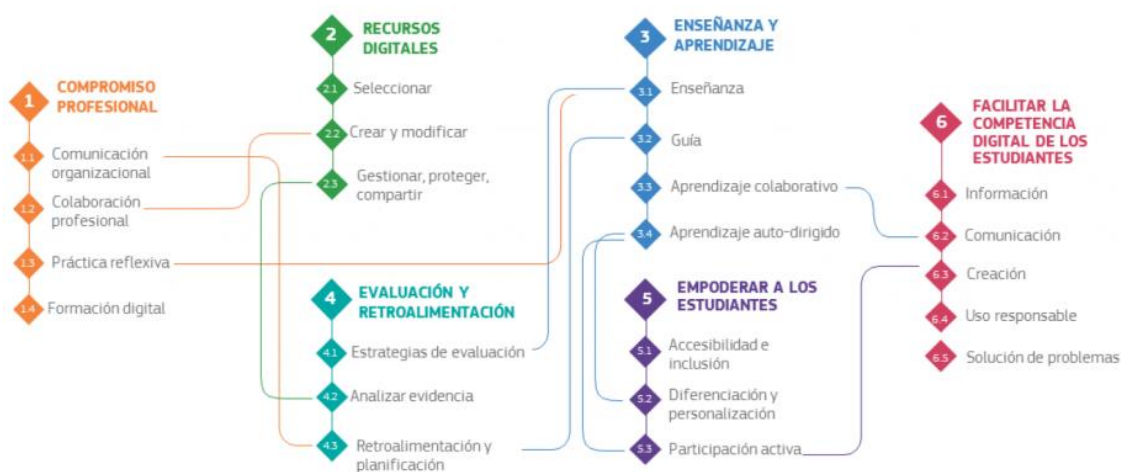 1
COMPROMISO
PROFESIONAL
1.1
Comunicación
organizacional
1.2
Colaboración
profesional
1.3
Práctica reflexiva
1.4
Formación digital
2
RECURSOS
DIGITALES
2.1
Seleccionar
2.2
Crear y modificar
2.3
Gestionar, proteger,
compartir
3
ENSEÑANZA Y
APRENDIZAJE
3.1
Enseñanza
3.2
Guía
3.3
Aprendizaje colaborativo
3.4
Aprendizaje auto-dirigido
4
EVALUACIÓN Y
RETROALIMENTACIÓN
4.1
Estrategias de evaluación
4.2
Analizar evidencia
4.3
Retroalimentación y
planificación
5
EMPODERAR A LOS
ESTUDIANTES
5.1
Accesibilidad e
inclusión
5.2
Diferenciación y
personalización
5.3
Participación activa
6
FACILITAR LA
COMPETENCIA
DIGITAL DE LOS
ESTUDIANTES
6.1
Información
6.2
Comunicación
6.3
Creación
6.4
Uso responsable
6.5
Solución de problemas